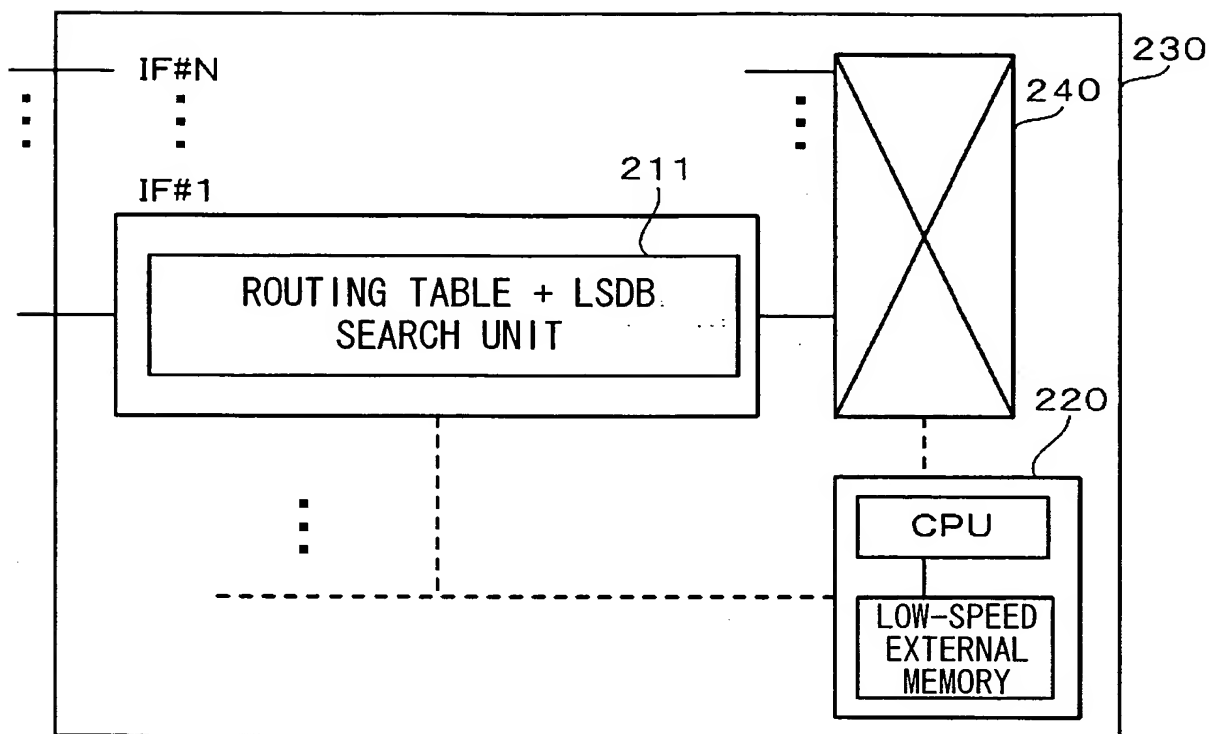 IF#N
230
240
IF#1
211
ROUTING TABLE + LSDB
SEARCH UNIT
220
CPU
LOW-SPEED
EXTERNAL
MEMORY